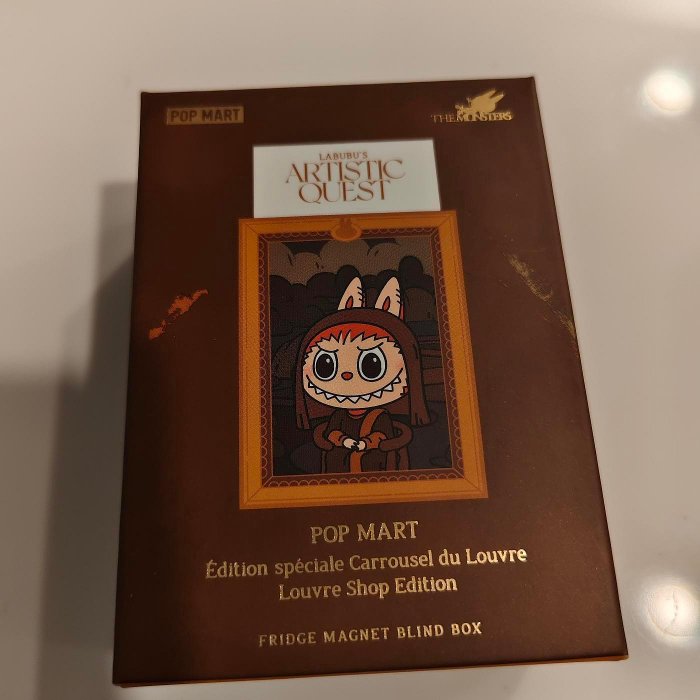 POP MART
THE MONSTERS
LABUBU'S
ARTISTIC
QUEST
POP MART
Édition spéciale Carrousel du Louvre
Louvre Shop Edition
FRIDGE MAGNET BLIND BOX